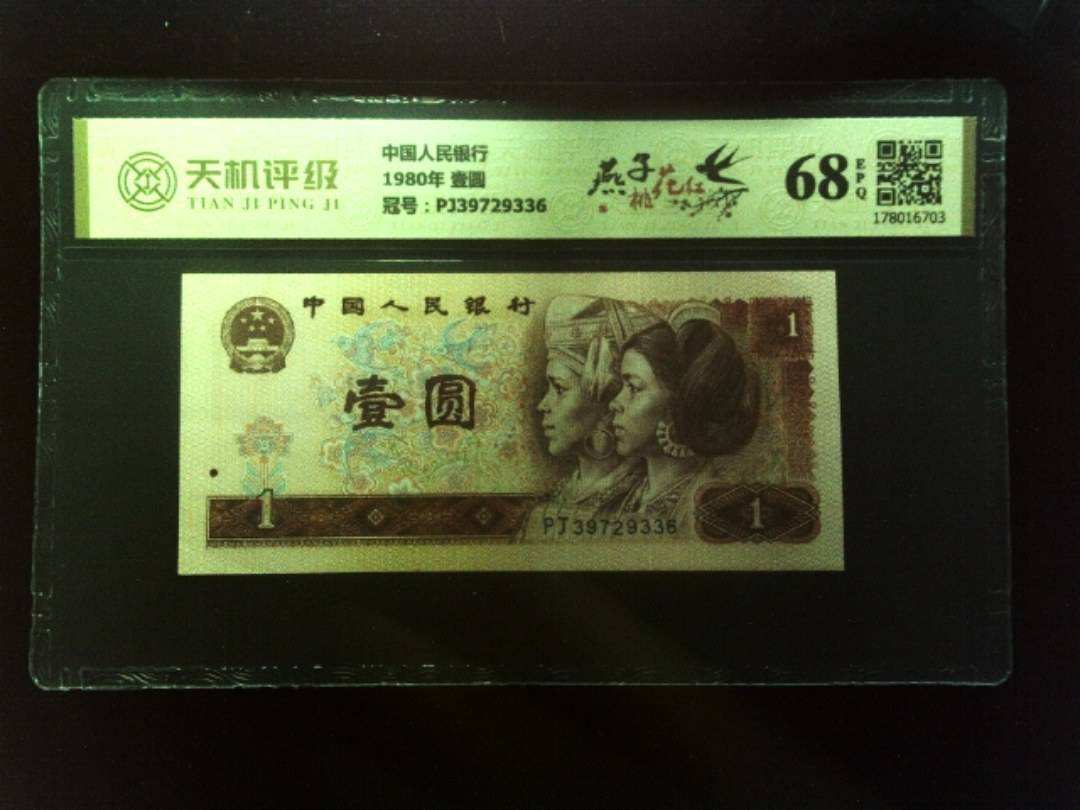 天机评级
TIAN JI PING JI
中国人民银行
1980年 壹圆
冠号：PJ39729336
燕子
桃花红
68
EPQ
178016703
中国人民银行
1
壹圆
1
PJ39729336
1